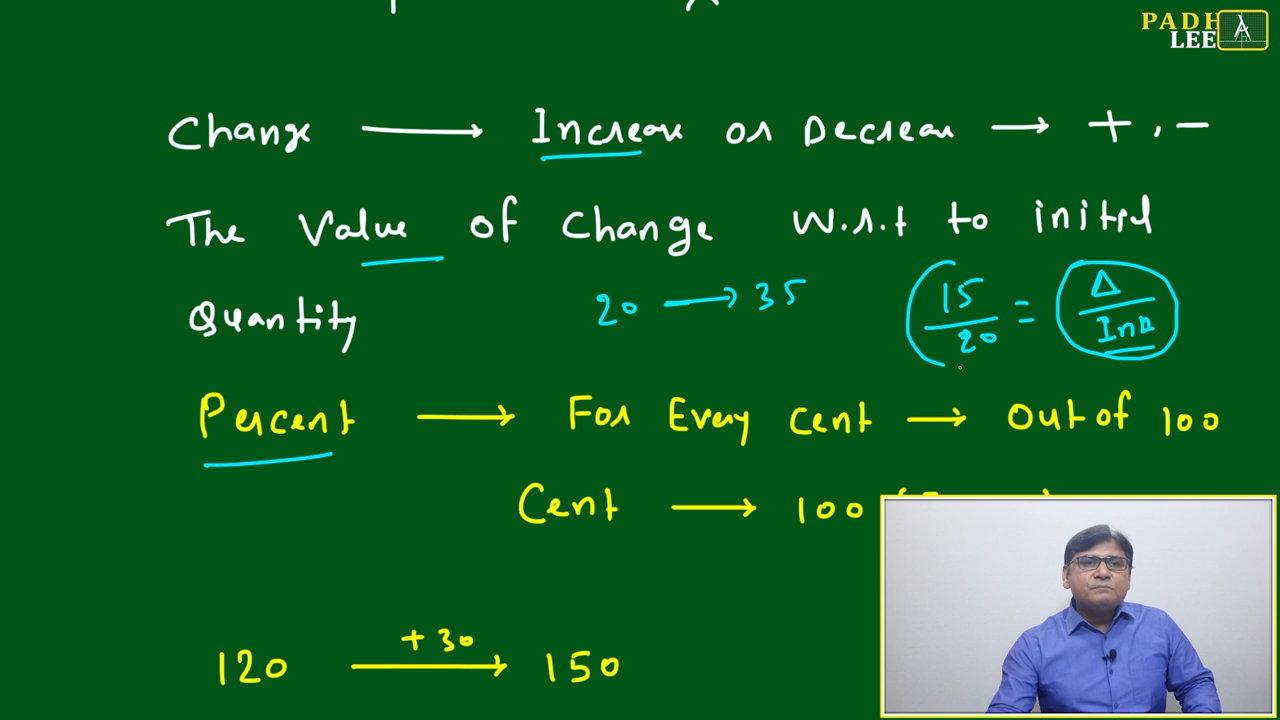 PADH
LEE
Change → Increase or Decrease → + , -
The Value of Change w.r.t to initial
Quantity 20 → 35 15/20 = Δ/
Percent → For Every cent → Out of 100
Cent → 100
+30
120 → 150